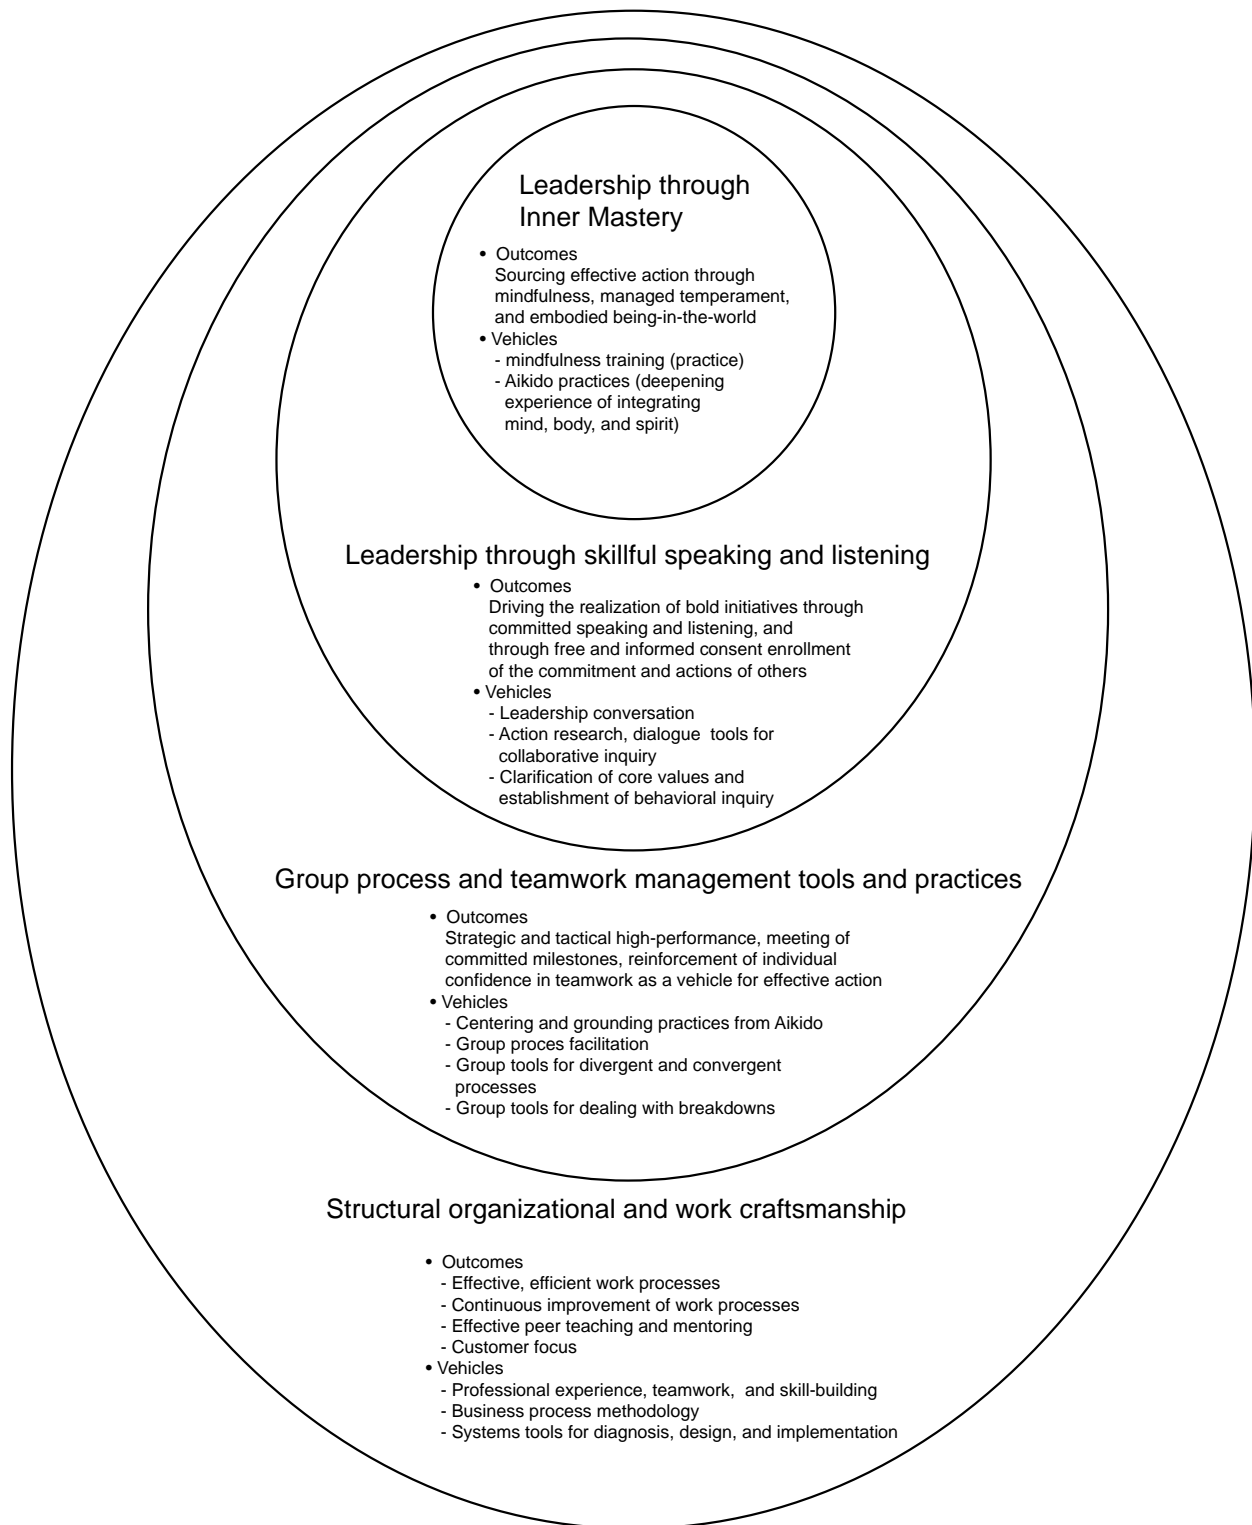 Leadership through
Inner Mastery
• Outcomes
Sourcing effective action through
mindfulness, managed temperament,
and embodied being-in-the-world
• Vehicles
- mindfulness training (practice)
- Aikido practices (deepening
experience of integrating
mind, body, and spirit)
Leadership through skillful speaking and listening
• Outcomes
Driving the realization of bold initiatives through
committed speaking and listening, and
through free and informed consent enrollment
of the commitment and actions of others
• Vehicles
- Leadership conversation
- Action research, dialogue tools for
collaborative inquiry
- Clarification of core values and
establishment of behavioral inquiry
Group process and teamwork management tools and practices
• Outcomes
Strategic and tactical high-performance, meeting of
committed milestones, reinforcement of individual
confidence in teamwork as a vehicle for effective action
• Vehicles
- Centering and grounding practices from Aikido
- Group proces facilitation
- Group tools for divergent and convergent
processes
- Group tools for dealing with breakdowns
Structural organizational and work craftsmanship
• Outcomes
- Effective, efficient work processes
- Continuous improvement of work processes
- Effective peer teaching and mentoring
- Customer focus
• Vehicles
- Professional experience, teamwork, and skill-building
- Business process methodology
- Systems tools for diagnosis, design, and implementation